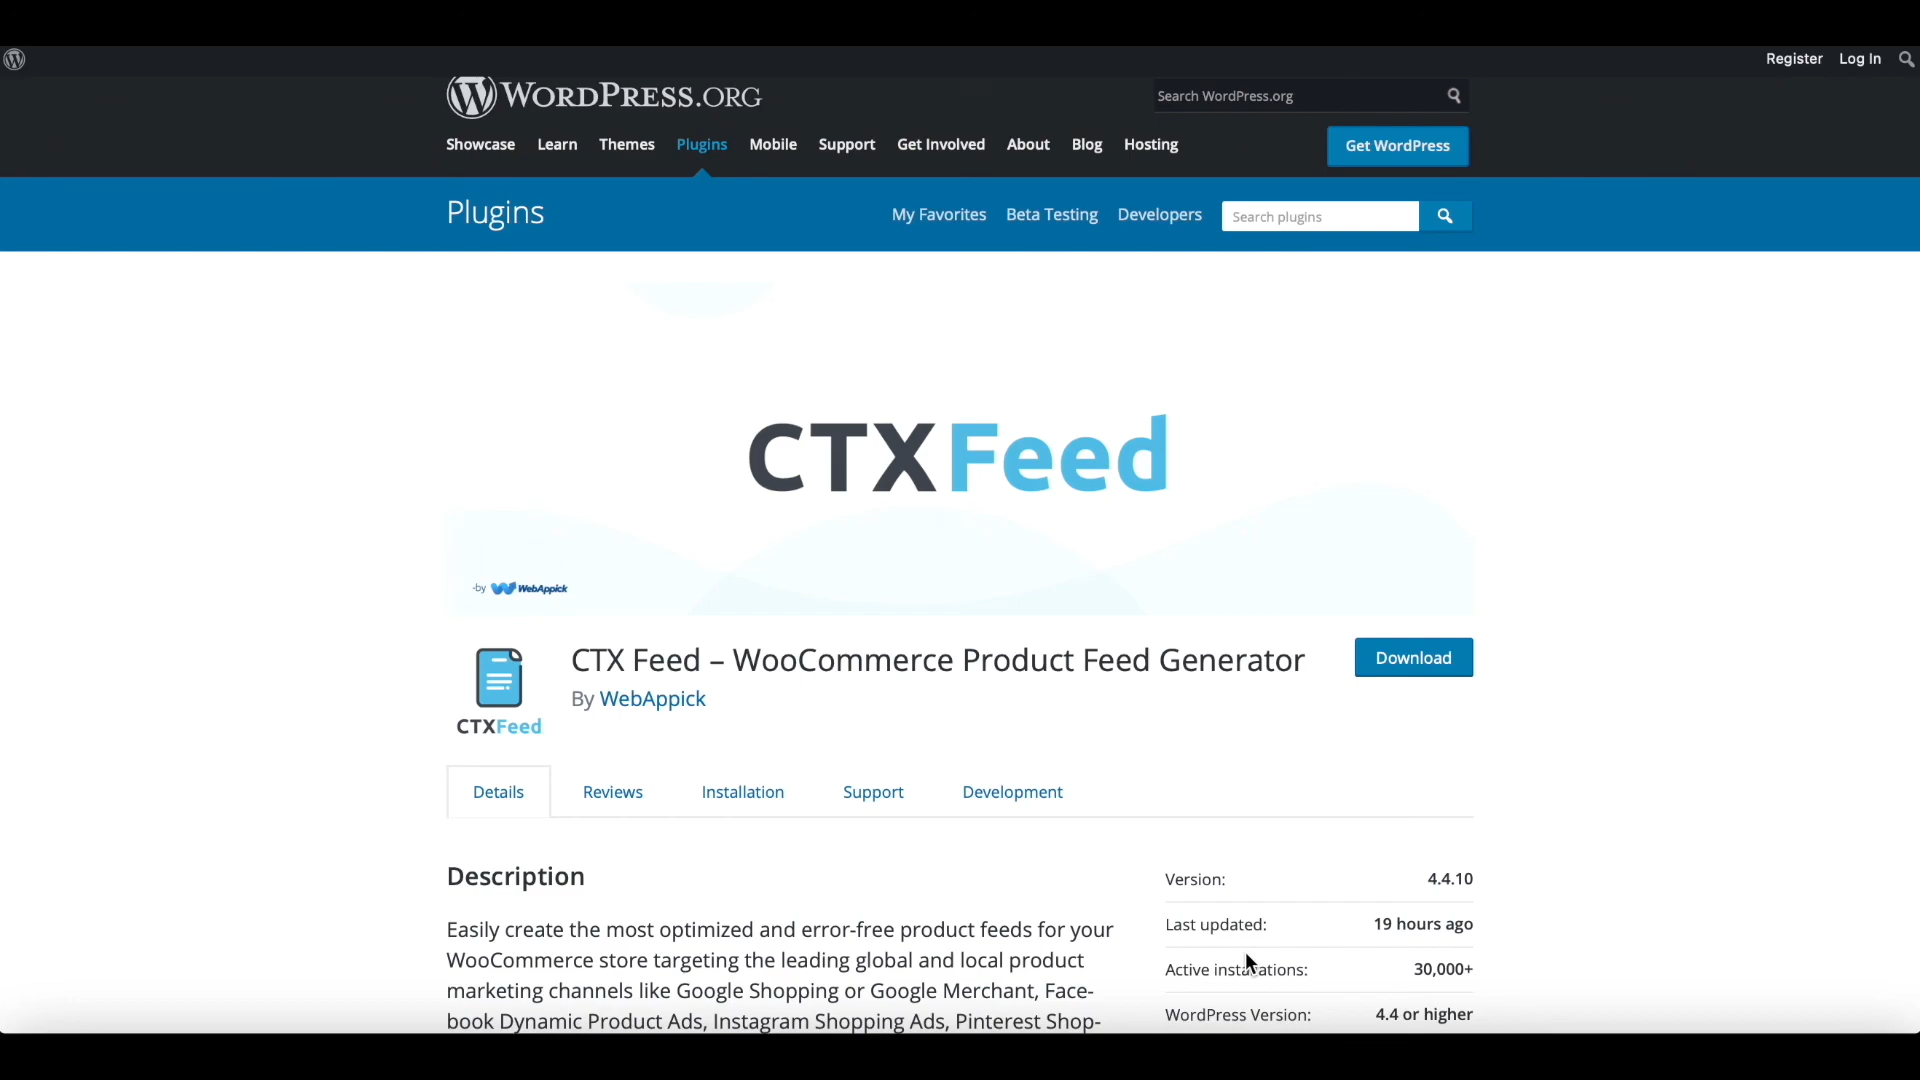 Register Log In
WORDPRESS.ORG
Search WordPress.org
Showcase Learn Themes Plugins Mobile Support Get Involved About Blog Hosting
Get WordPress
Plugins
My Favorites Beta Testing Developers
Search plugins
CTXFeed
-by WebAppick
CTXFeed
CTX Feed – WooCommerce Product Feed Generator
By WebAppick
Download
Details Reviews Installation Support Development
Description
Easily create the most optimized and error-free product feeds for your
WooCommerce store targeting the leading global and local product
marketing channels like Google Shopping or Google Merchant, Face-
book Dynamic Product Ads, Instagram Shopping Ads, Pinterest Shop-
Version: 4.4.10
Last updated: 19 hours ago
Active installations: 30,000+
WordPress Version: 4.4 or higher